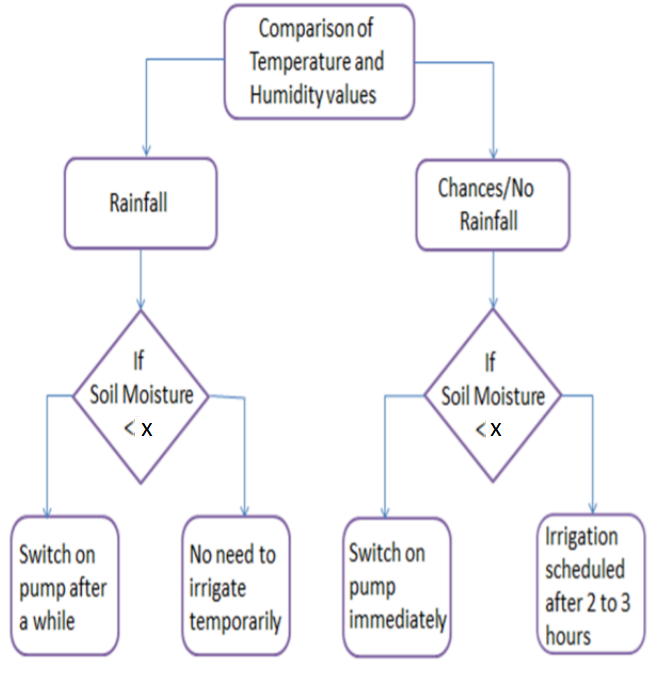 Comparison of
Temperature and
Humidity values
Rainfall
Chances/No
Rainfall
If
Soil Moisture
< X
If
Soil Moisture
< X
Switch on
pump after
a while
No need to
irrigate
temporarily
Switch on
pump
immediately
Irrigation
scheduled
after 2 to 3
hours